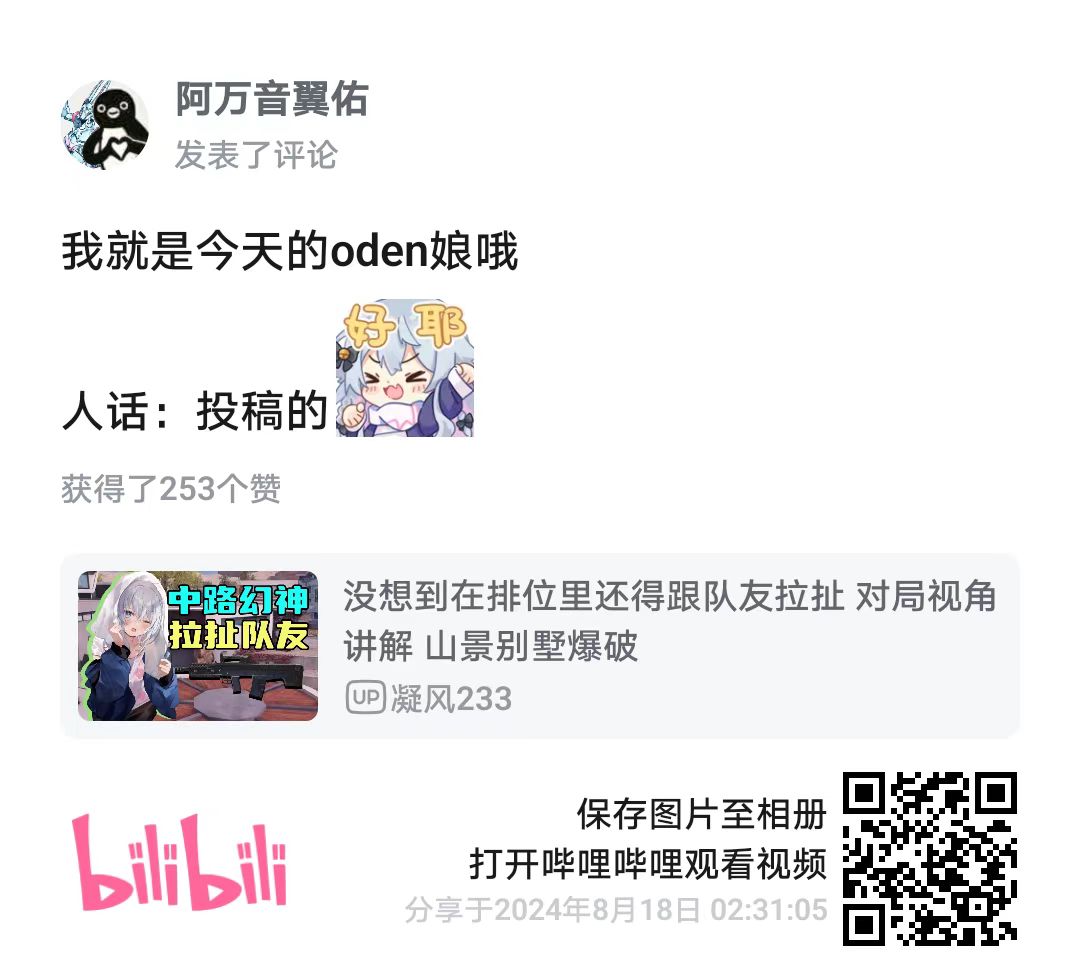 阿万音翼佑
发表了评论
我就是今天的oden娘哦
好耶
人话：投稿的
获得了253个赞
中路幻神
拉扯队友
没想到在排位里还得跟队友拉扯 对局视角
讲解 山景别墅爆破
UP 凝风233
bilibili
保存图片至相册
打开哔哩哔哩观看视频
分享于2024年8月18日 02:31:05